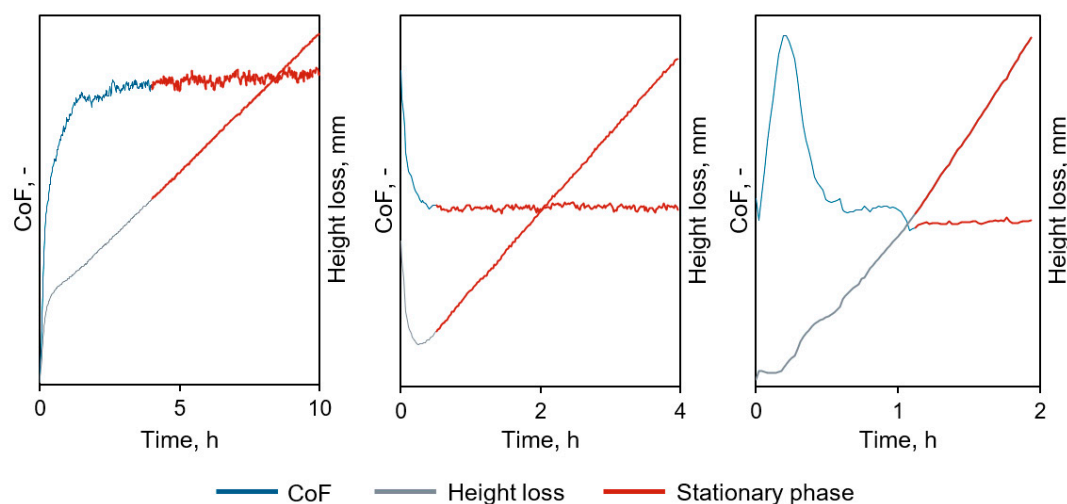 CoF, -
Height loss, mm
0 5 10
Time, h
CoF, -
Height loss, mm
0 2 4
Time, h
CoF, -
Height loss, mm
0 1 2
Time, h
CoF Height loss Stationary phase